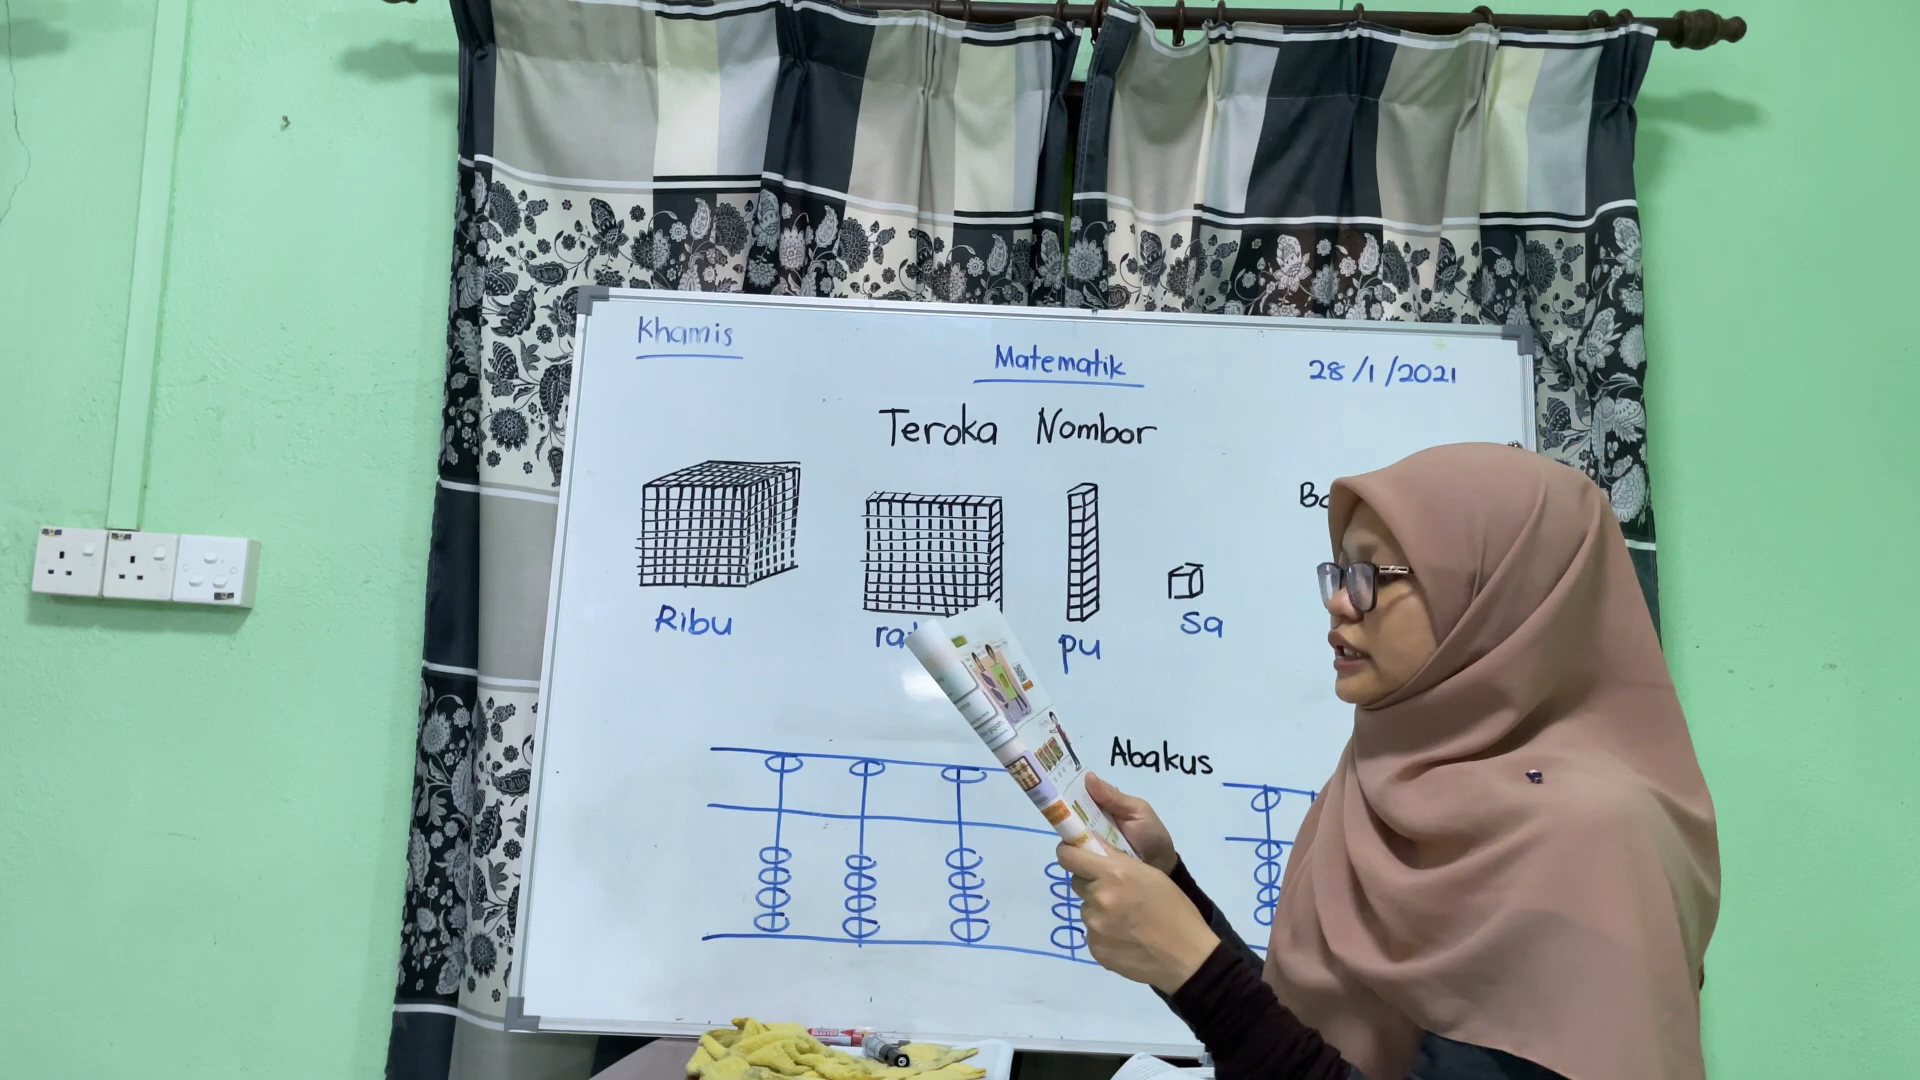 Khamis
Matematik
28/1/2021
Teroka Nombor
Ribu
pu
Sa
Abakus